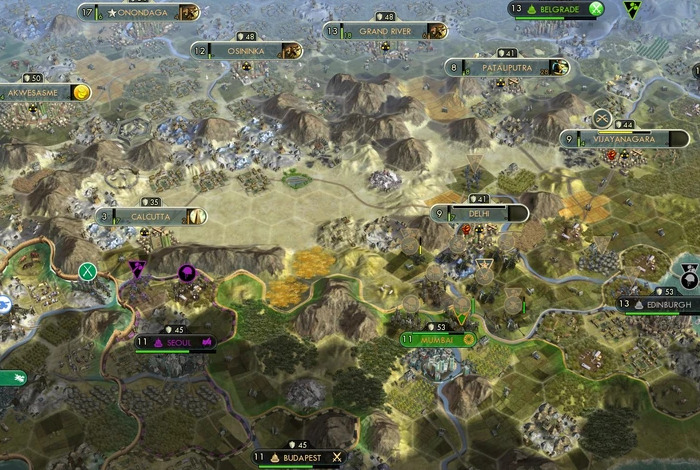 17 ONONDAGA
13 BELGRADE
48
13 GRAND RIVER
48
12 OSININKA
41
8 PATALIPUTRA
50
AKWESASME
44
9 VIJAYANAGARA
35
3 CALCUTTA
41
9 DELHI
53
13 EDINBURGH
45
11 SEOUL
53
11 MUMBAI
45
11 BUDAPEST